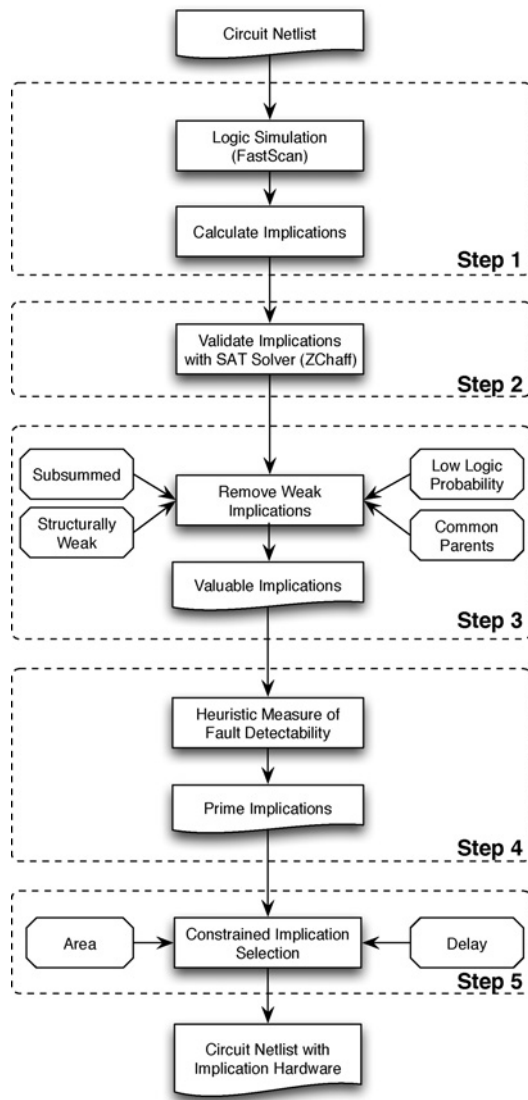 Circuit Netlist
Logic Simulation
(FastScan)
Calculate Implications
Step 1
Validate Implications
with SAT Solver (ZChaff)
Step 2
Subsummed
Structurally
Weak
Remove Weak
Implications
Low Logic
Probability
Common
Parents
Valuable Implications
Step 3
Heuristic Measure of
Fault Detectability
Prime Implications
Step 4
Area
Constrained Implication
Selection
Delay
Step 5
Circuit Netlist with
Implication Hardware